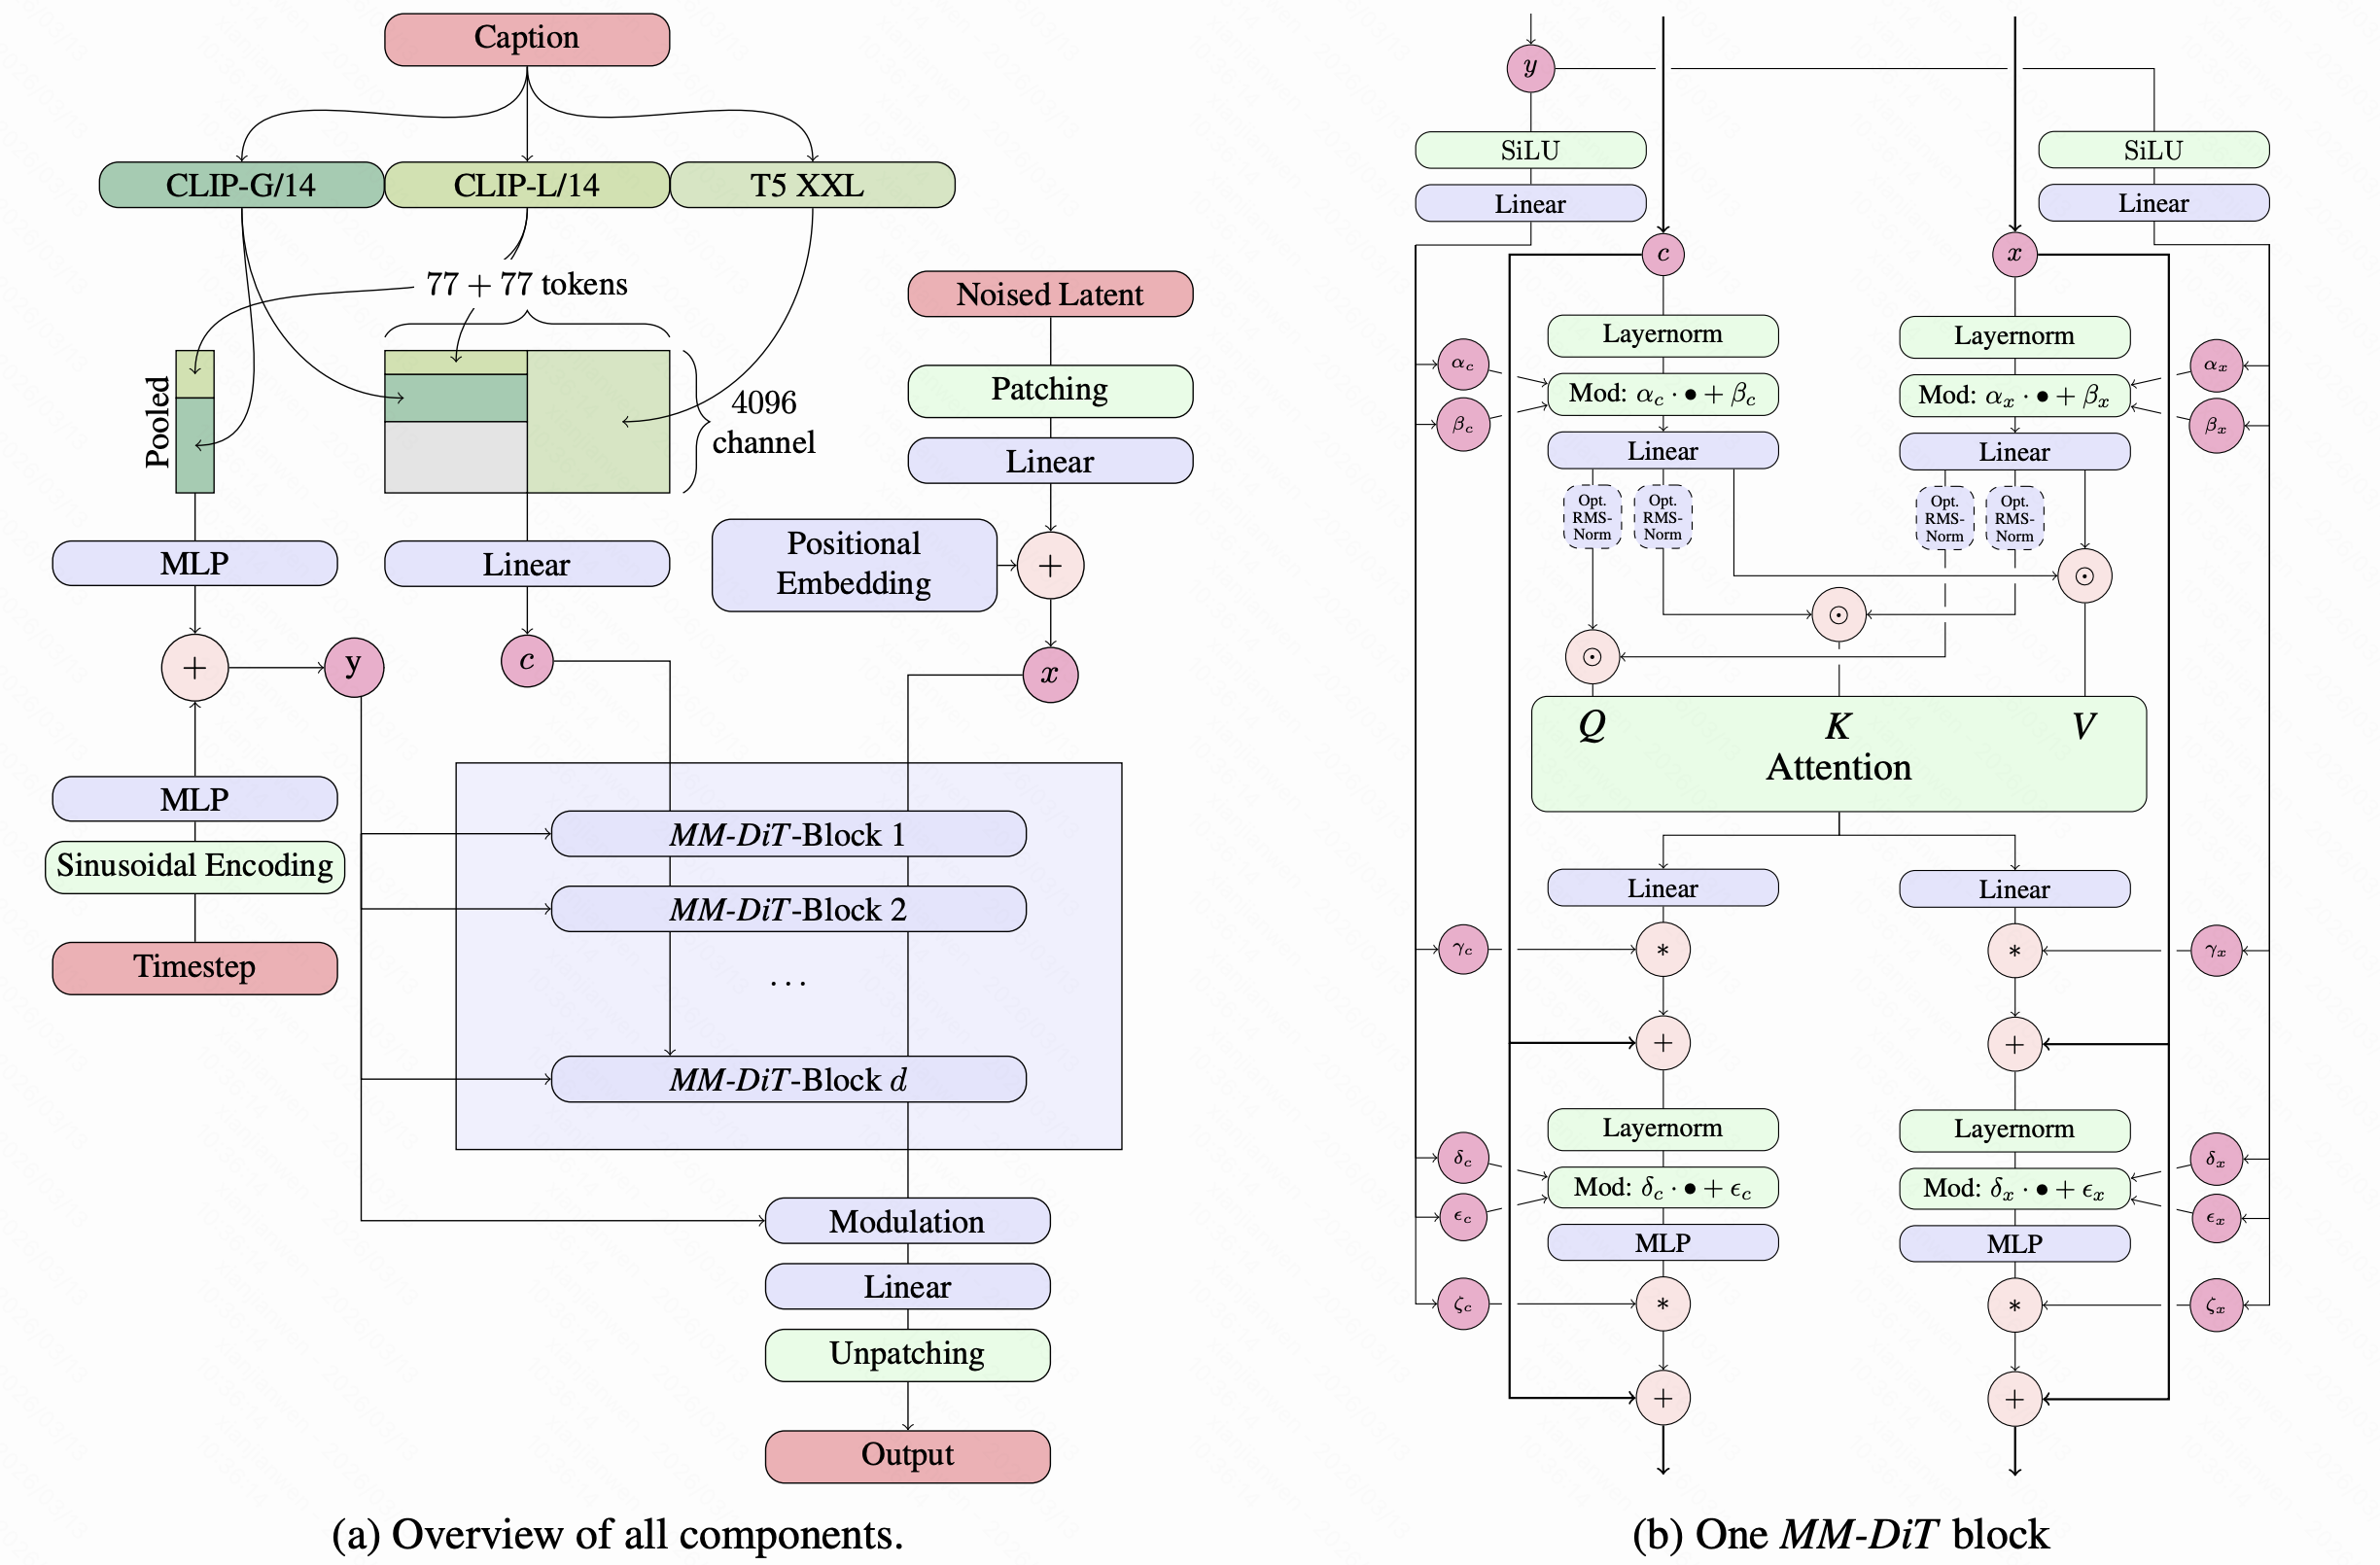 Caption
CLIP-G/14
CLIP-L/14
T5 XXL
77 + 77 tokens
Pooled
4096
channel
Noised Latent
Patching
Linear
Positional
Embedding
+
x
MLP
Linear
+
y
c
MLP
Sinusoidal Encoding
Timestep
MM-DiT-Block 1
MM-DiT-Block 2
. . .
MM-DiT-Block d
Modulation
Linear
Unpatching
Output
(a) Overview of all components.
y
SiLU
SiLU
Linear
Linear
c
x
Layernorm
Layernorm
α_c
Mod: α_c · • + β_c
Mod: α_x · • + β_x
α_x
β_c
β_x
Linear
Linear
Opt.
RMS-
Norm
Opt.
RMS-
Norm
Opt.
RMS-
Norm
Opt.
RMS-
Norm
⊙
⊙
⊙
Q
K
V
Attention
Linear
Linear
γ_c
*
*
γ_x
+
+
Layernorm
Layernorm
δ_c
Mod: δ_c · • + ϵ_c
Mod: δ_x · • + ϵ_x
δ_x
ϵ_c
ϵ_x
MLP
MLP
ζ_c
*
*
ζ_x
+
+
(b) One MM-DiT block